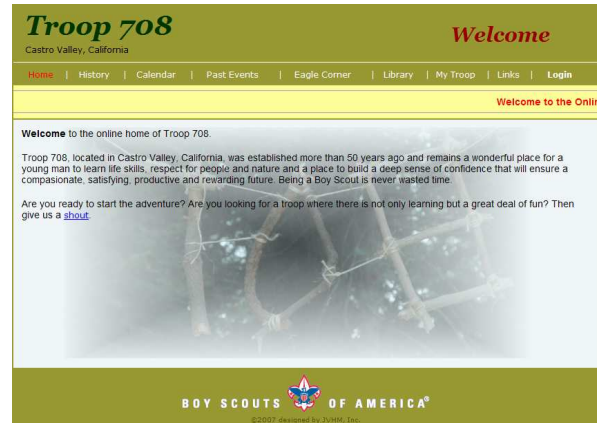 Troop 708
Castro Valley, California
Welcome
Home | History | Calendar | Past Events | Eagle Corner | Library | My Troop | Links | Login
Welcome to the Onlin
Welcome to the online home of Troop 708.
Troop 708, located in Castro Valley, California, was established more than 50 years ago and remains a wonderful place for a
young man to learn life skills, respect for people and nature and a place to build a deep sense of confidence that will ensure a
compasionate, satisfying, productive and rewarding future. Being a Boy Scout is never wasted time.
Are you ready to start the adventure? Are you looking for a troop where there is not only learning but a great deal of fun? Then
give us a shout.
BOY SCOUTS OF AMERICA®
©2007 designed by JVHM, Inc.